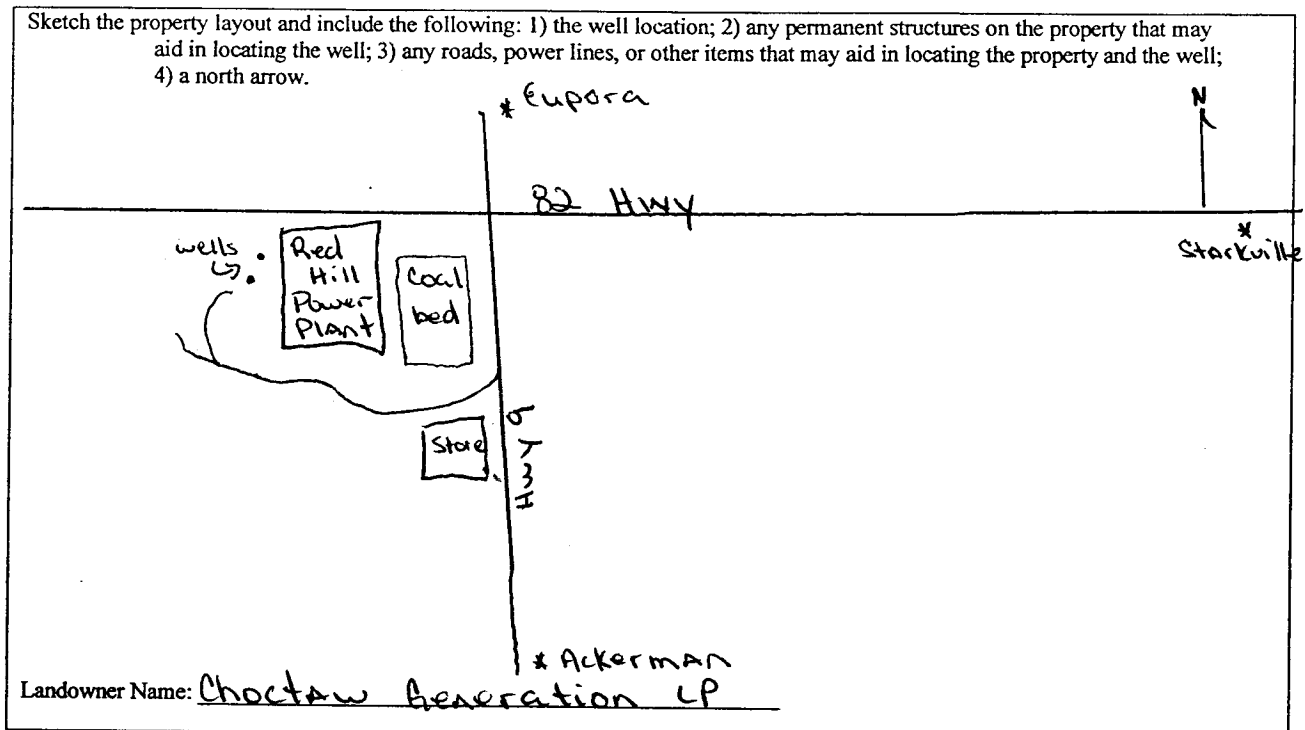 Sketch the property layout and include the following: 1) the well location; 2) any permanent structures on the property that may
aid in locating the well; 3) any roads, power lines, or other items that may aid in locating the property and the well;
4) a north arrow.
* Eupora
N
82 Hwy
*
Starkville
wells
Red
Hill
Power
Plant
Coal
bed
Store
Hwy 9
* Ackerman
Landowner Name: Choctaw Generation LP